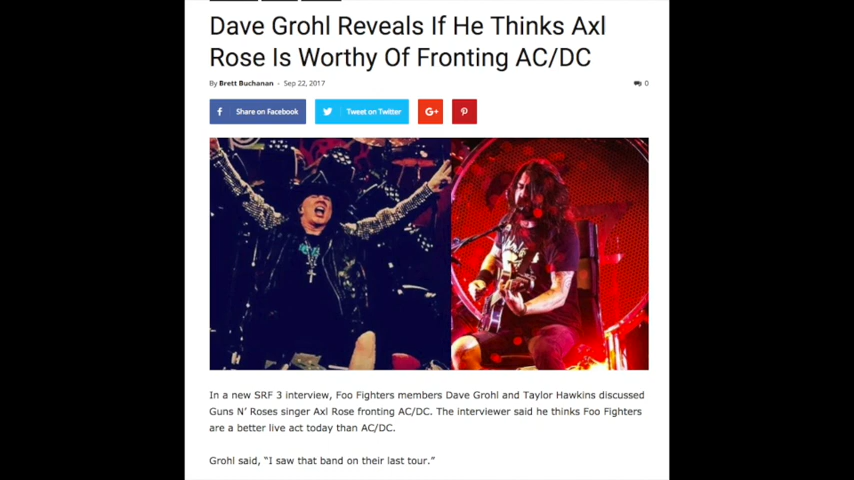 Dave Grohl Reveals If He Thinks Axl
Rose Is Worthy Of Fronting AC/DC
By Brett Buchanan - Sep 22, 2017
0
Share on Facebook
Tweet on Twitter
G+
In a new SRF 3 interview, Foo Fighters members Dave Grohl and Taylor Hawkins discussed
Guns N’ Roses singer Axl Rose fronting AC/DC. The interviewer said he thinks Foo Fighters
are a better live act today than AC/DC.
Grohl said, “I saw that band on their last tour.”